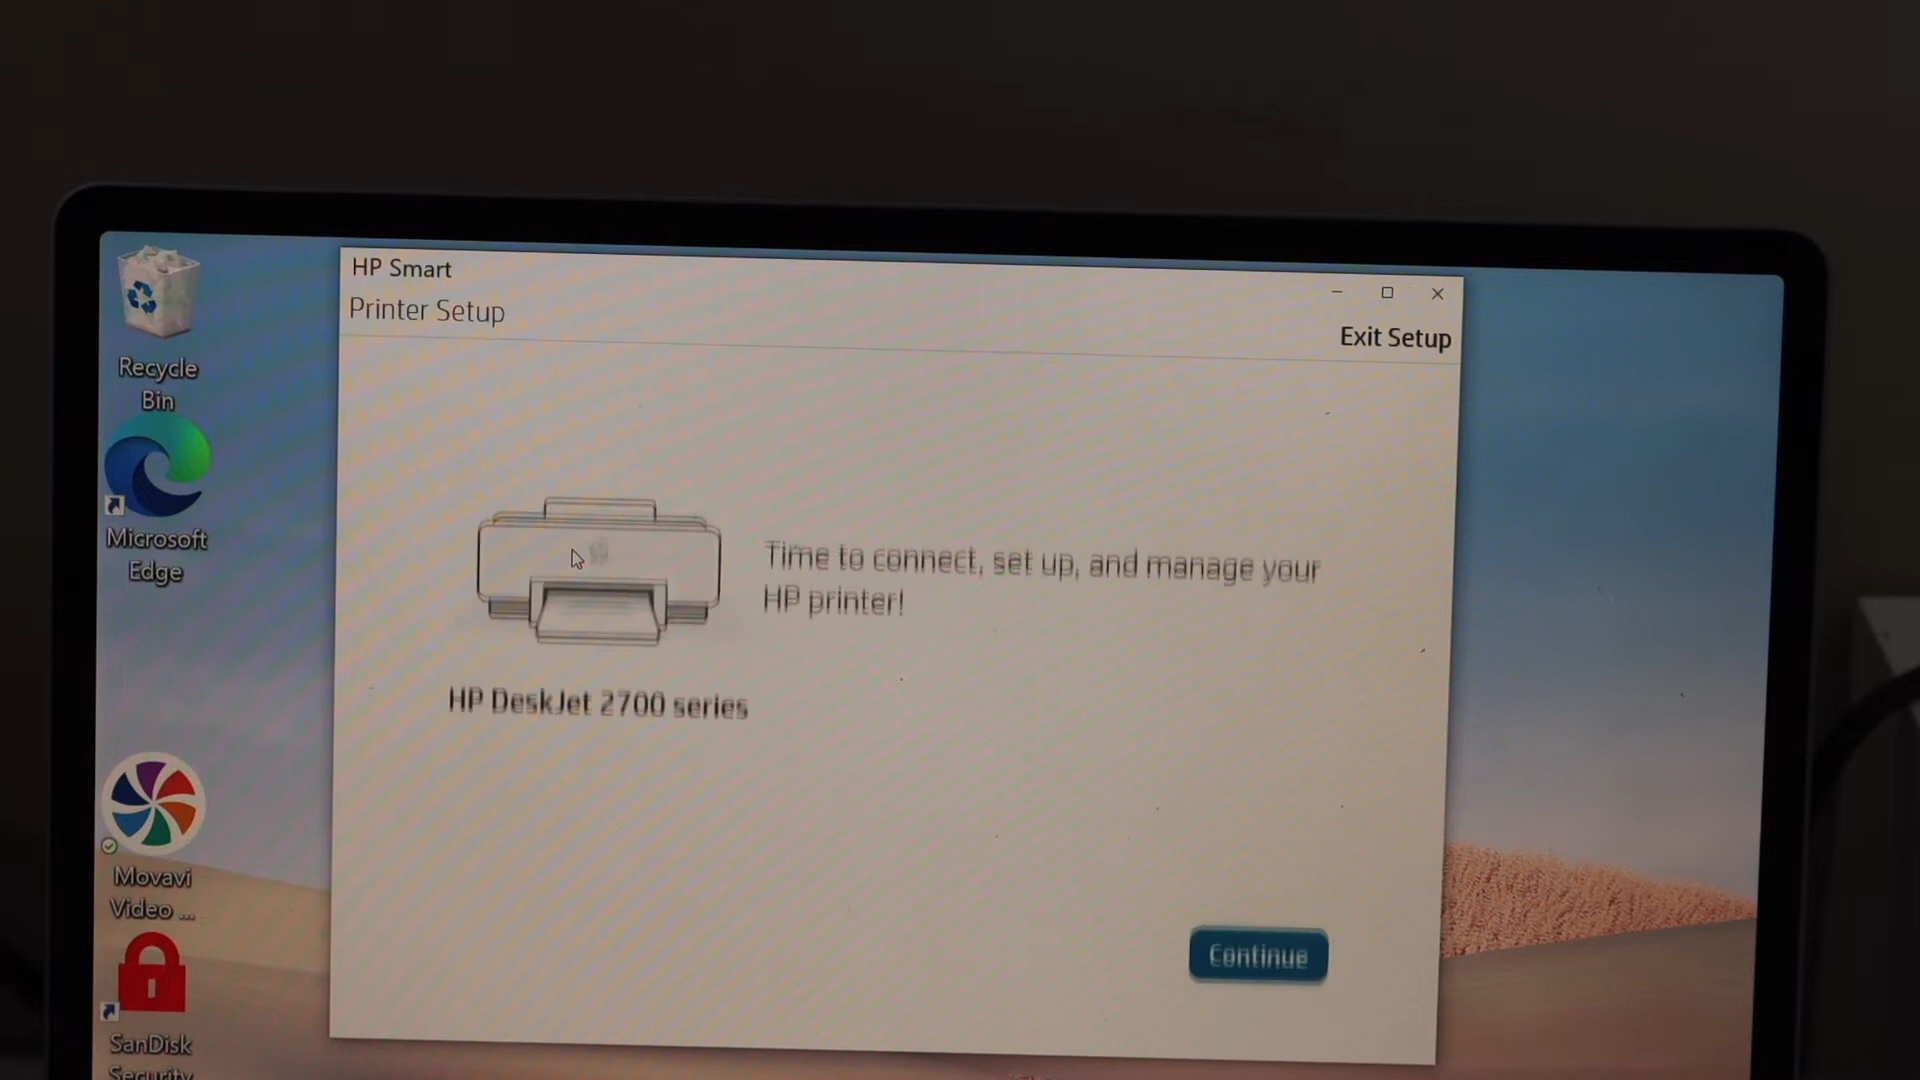 HP Smart
Printer Setup
Exit Setup
Recycle
Bin
Microsoft
Edge
Time to connect, set up, and manage your
HP printer!
HP DeskJet 2700 series
Movavi
Video ...
Continue
SanDisk
Security